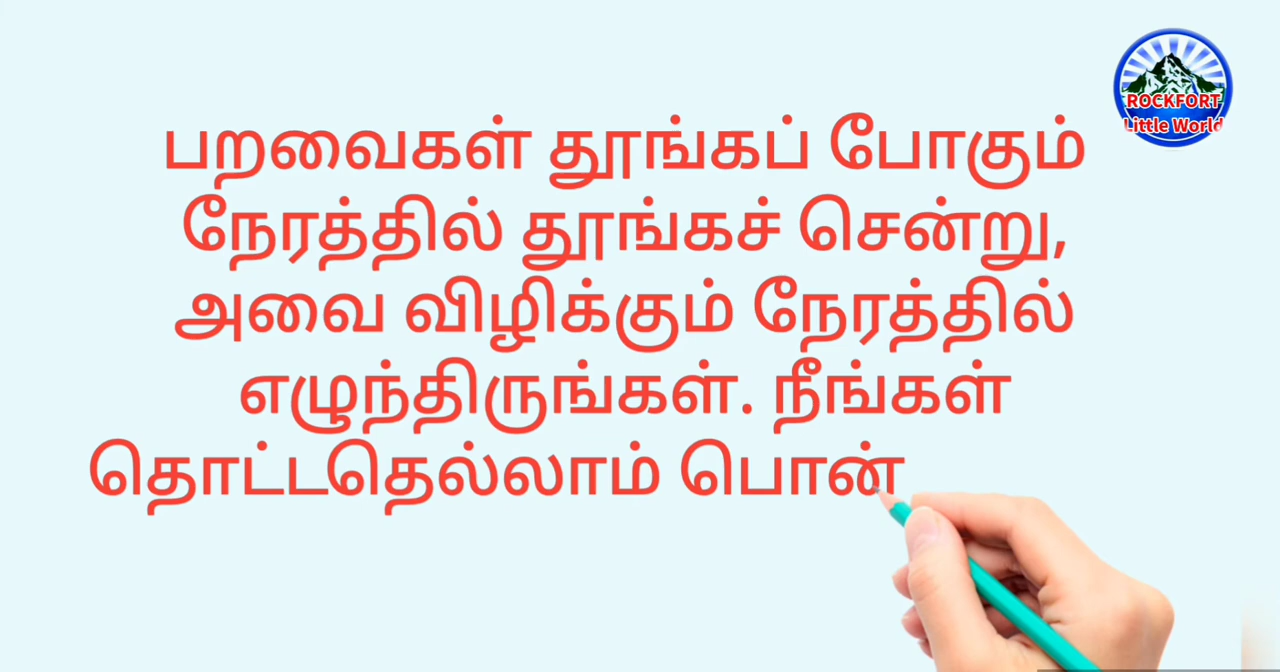 ROCKFORT
Little World
பறவைகள் தூங்கப் போகும்
நேரத்தில் தூங்கச் சென்று,
அவை விழிக்கும் நேரத்தில்
எழுந்திருங்கள். நீங்கள்
தொட்டதெல்லாம் பொன்